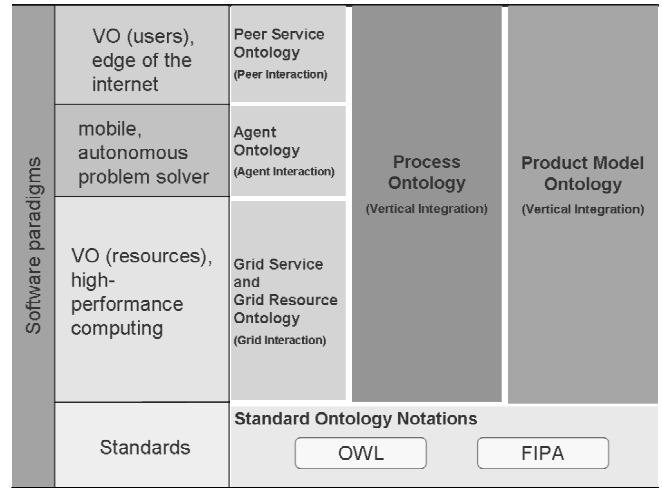 Software paradigms
VO (users),
edge of the
internet
Peer Service
Ontology
(Peer Interaction)
mobile,
autonomous
problem solver
Agent
Ontology
(Agent Interaction)
VO (resources),
high-
performance
computing
Grid Service
and
Grid Resource
Ontology
(Grid Interaction)
Process
Ontology
(Vertical Integration)
Product Model
Ontology
(Vertical Integration)
Standards
Standard Ontology Notations
OWL
FIPA